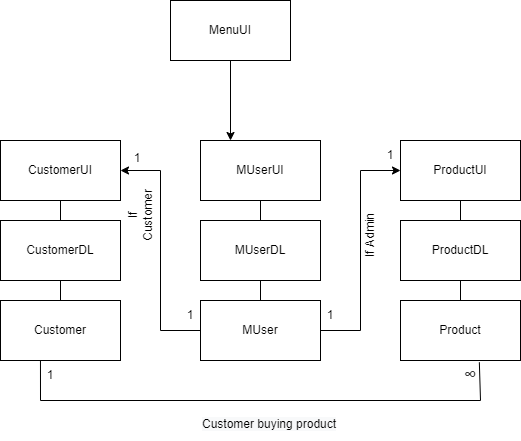 MenuUI
CustomerUI
1
MUserUI
1
ProductUI
If
Customer
If Admin
CustomerDL
MUserDL
ProductDL
Customer
1
MUser
1
Product
1
∞
Customer buying product